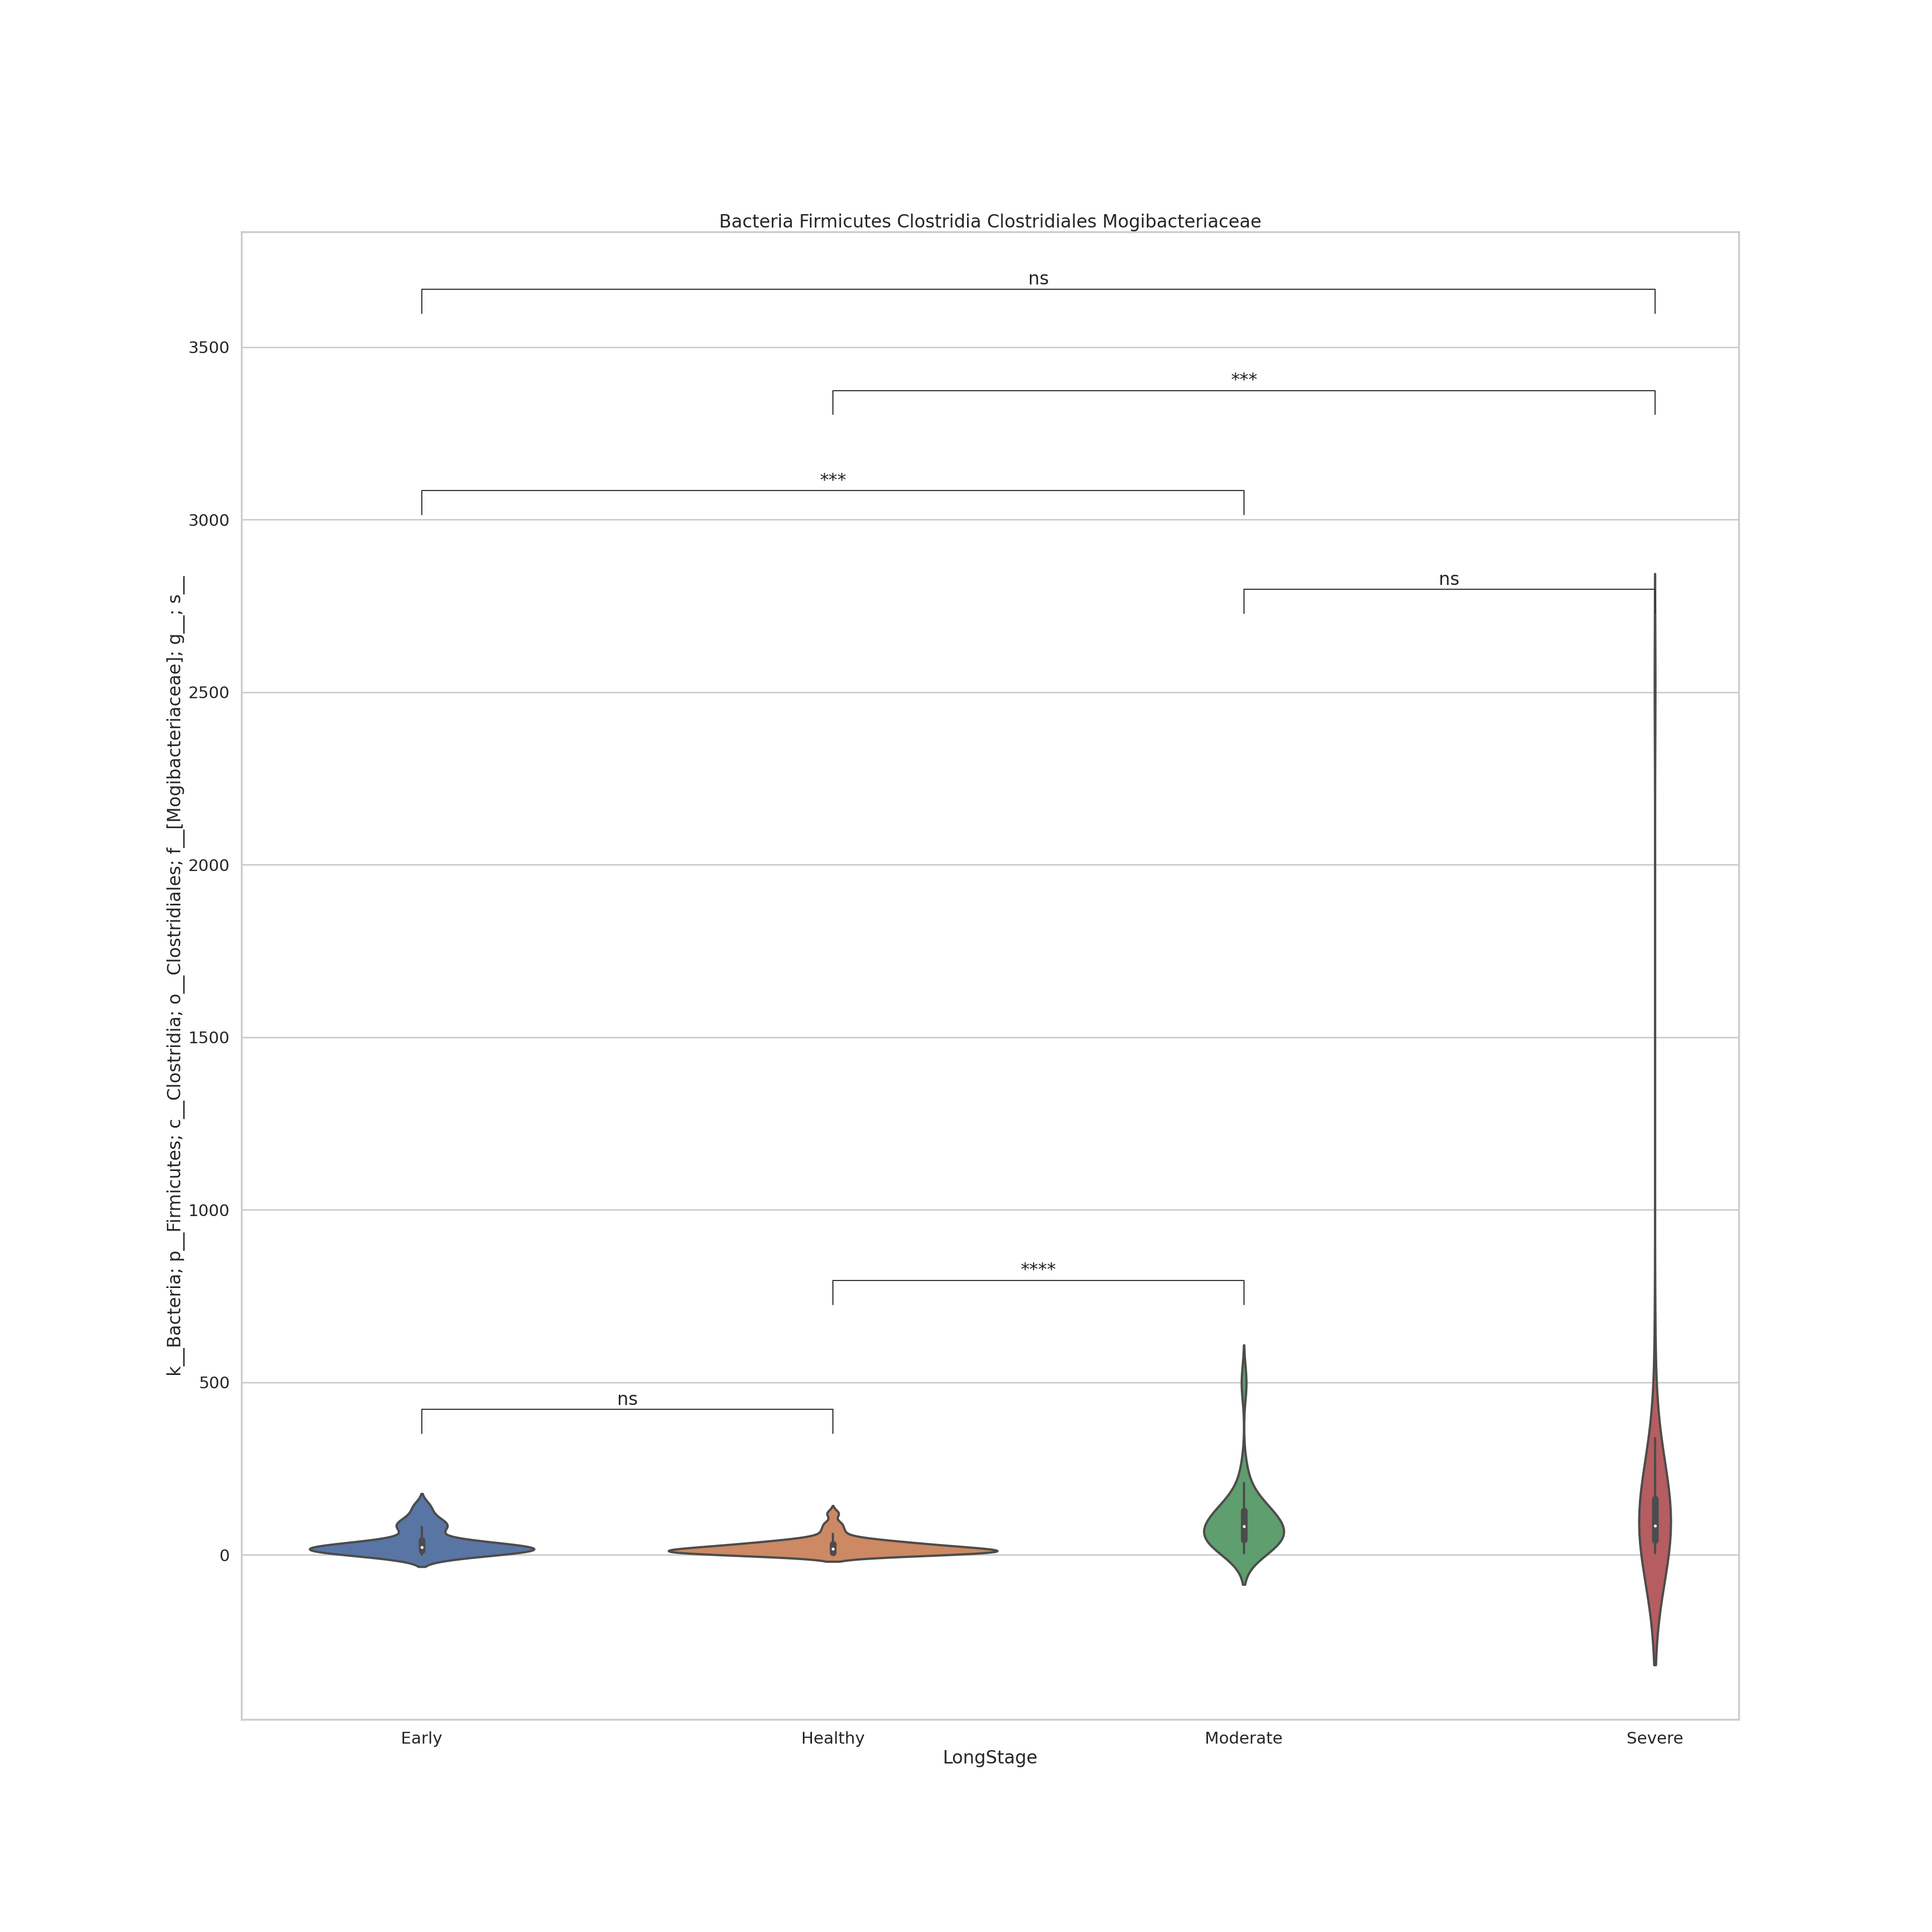 Bacteria Firmicutes Clostridia Clostridiales Mogibacteriaceae
ns
3500
***
***
3000
ns
k__Bacteria; p__Firmicutes; c__Clostridia; o__Clostridiales; f__[Mogibacteriaceae]; g__; s__
2500
2000
1500
1000
****
500
ns
0
Early Healthy Moderate Severe
LongStage